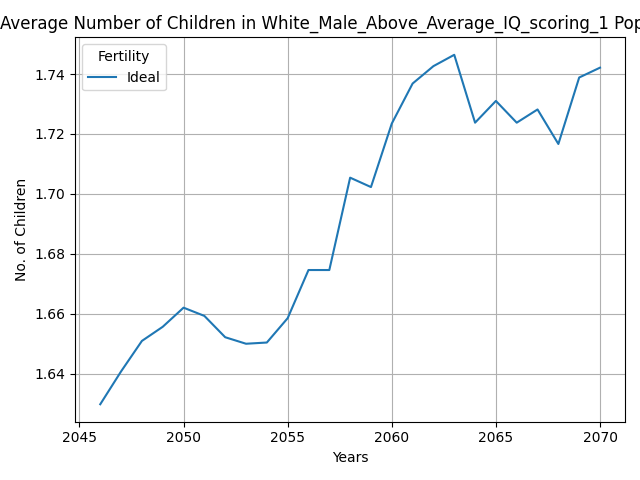 Average Number of Children in White_Male_Above_Average_IQ_scoring_1 Pop
Fertility
Ideal
No. of Children
1.74
1.72
1.70
1.68
1.66
1.64
2045 2050 2055 2060 2065 2070
Years